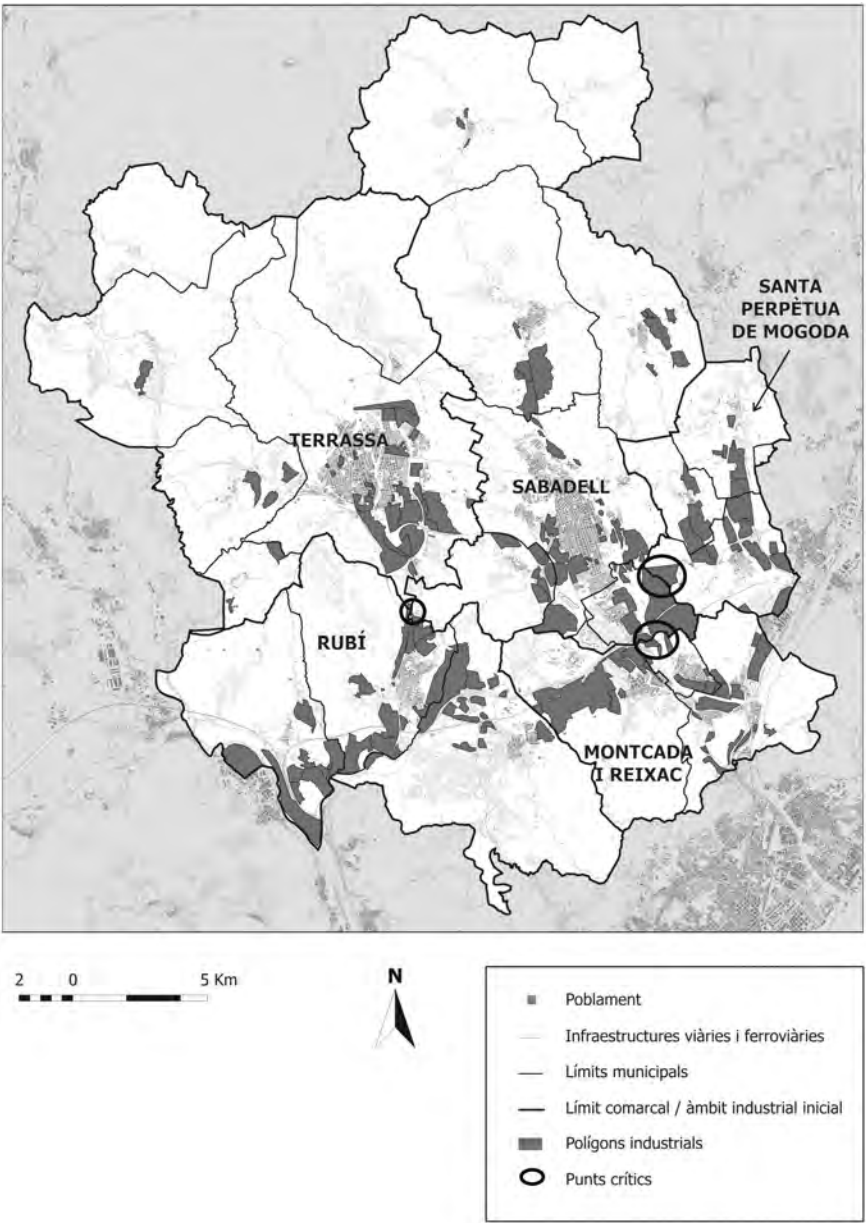 SANTA
PERPÈTUA
DE MOGODA
TERRASSA
SABADELL
RUBÍ
MONTCADA
I REIXAC
2 0 5 Km
N
Poblament
Infraestructures viàries i ferroviàries
Límits municipals
Límit comarcal / àmbit industrial inicial
Polígons industrials
Punts crítics